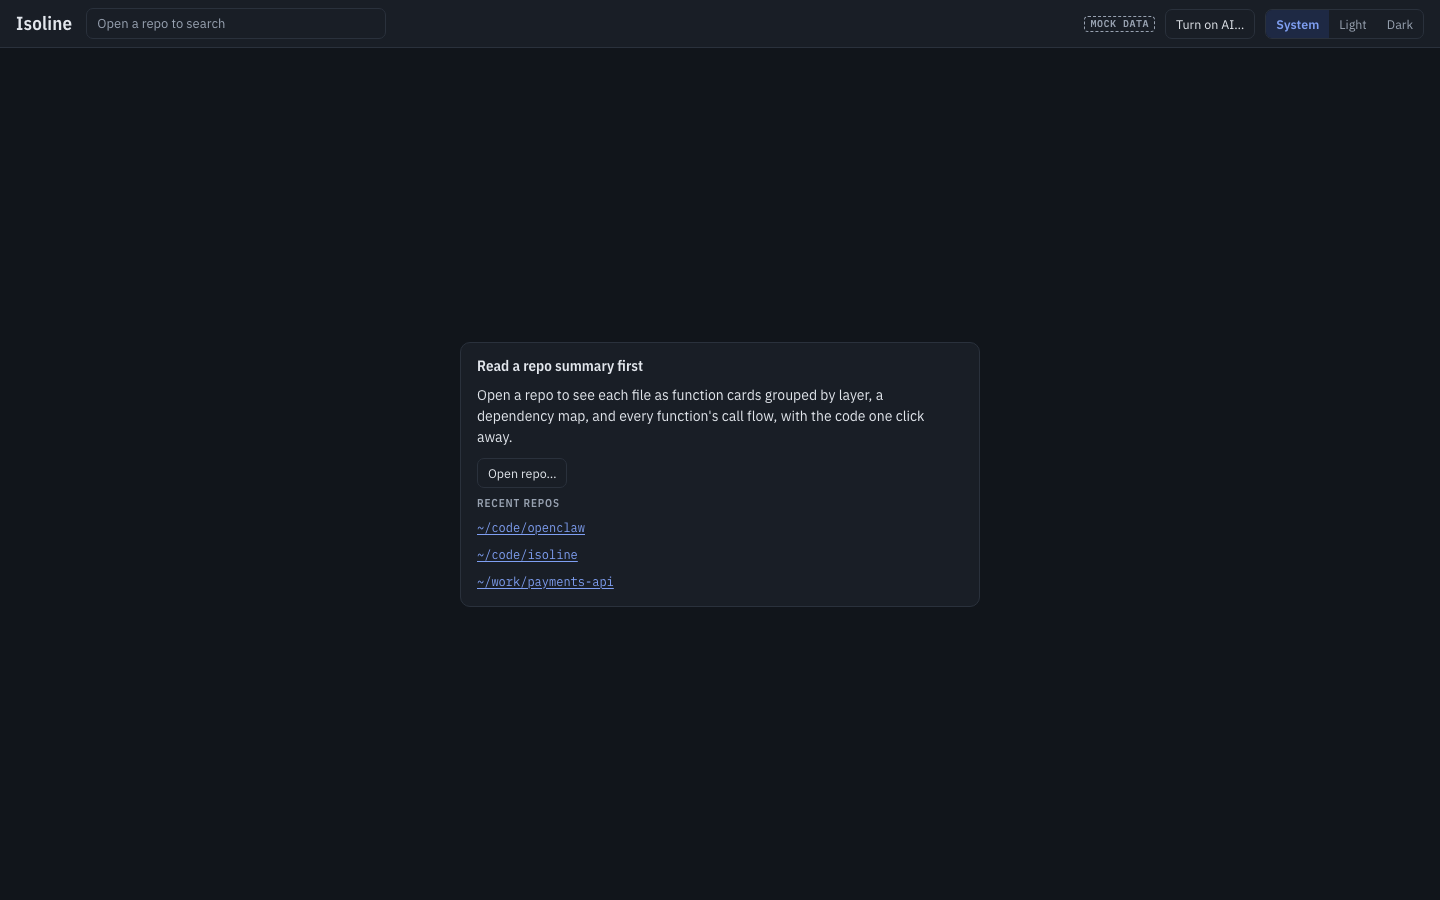 Isoline
Open a repo to search
MOCK DATA
Turn on AI...
System
Light
Dark
Read a repo summary first
Open a repo to see each file as function cards grouped by layer, a
dependency map, and every function's call flow, with the code one click
away.
Open repo...
RECENT REPOS
~/code/openclaw
~/code/isoline
~/work/payments-api